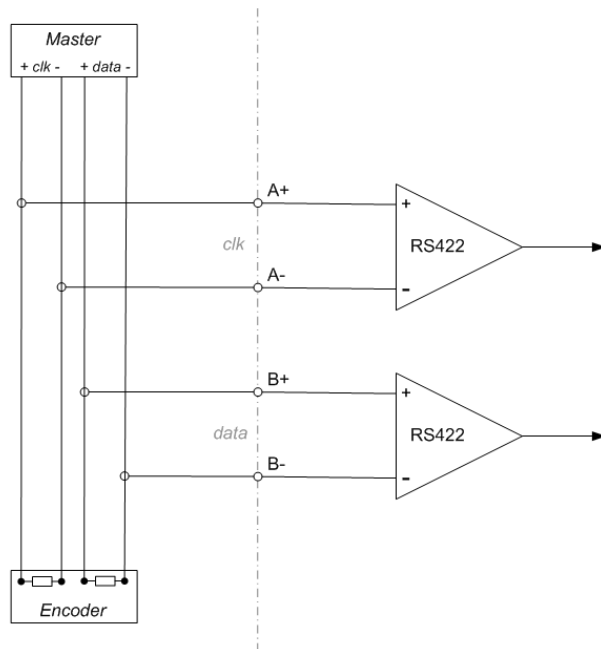 Master
+ clk - + data -
A+
+
clk
RS422
A-
-
B+
+
data
RS422
B-
-
Encoder